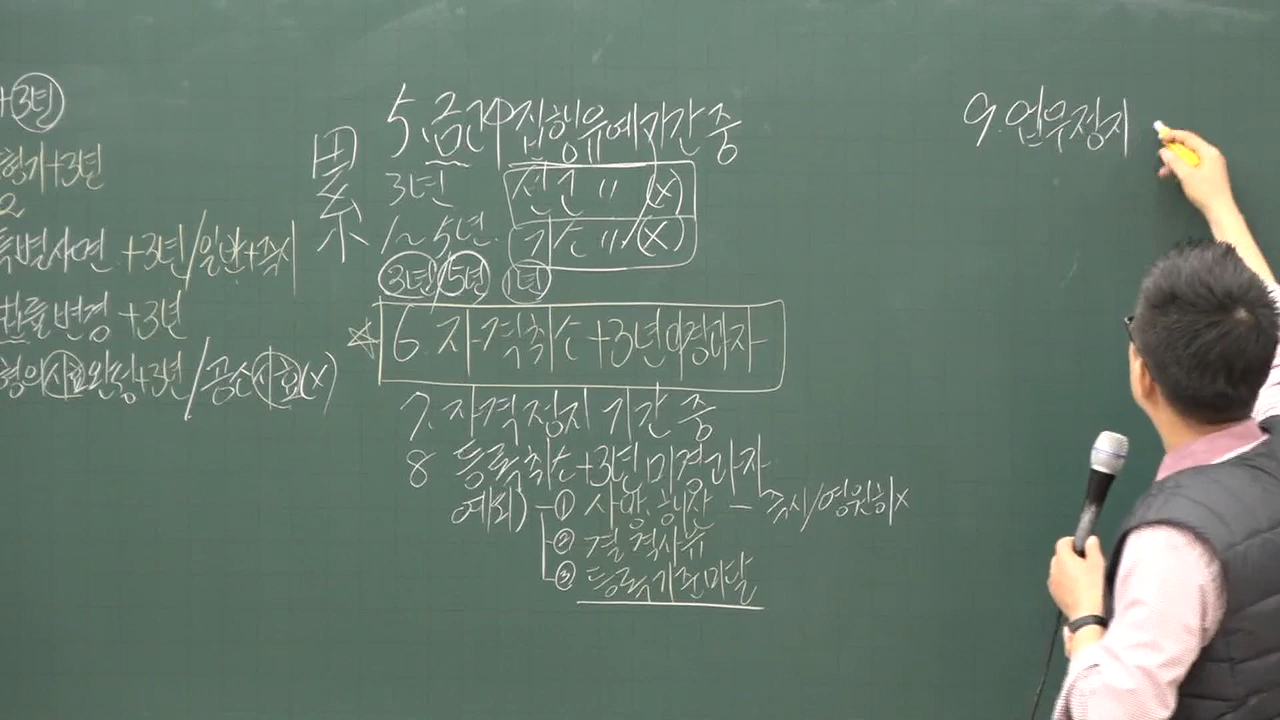 +3년
형기+3년
2
특별사면 +3년/일반+즉시
환율변경 +3년
형의시효완성+3년/공소시효(x)
累
5. 금고 집행유예기간 중
3년 선고 〃 (x)
1~5년 기소 〃 (x)
3년/5년 1년
☆ 6 자격취소+3년미경과자
7. 자격정지 기간 중
8 등록취소+3년미경과자
예외) ① 사망, 해산 - 즉시/영원히x
② 결격사유
③ 등록기준미달
9. 업무정지